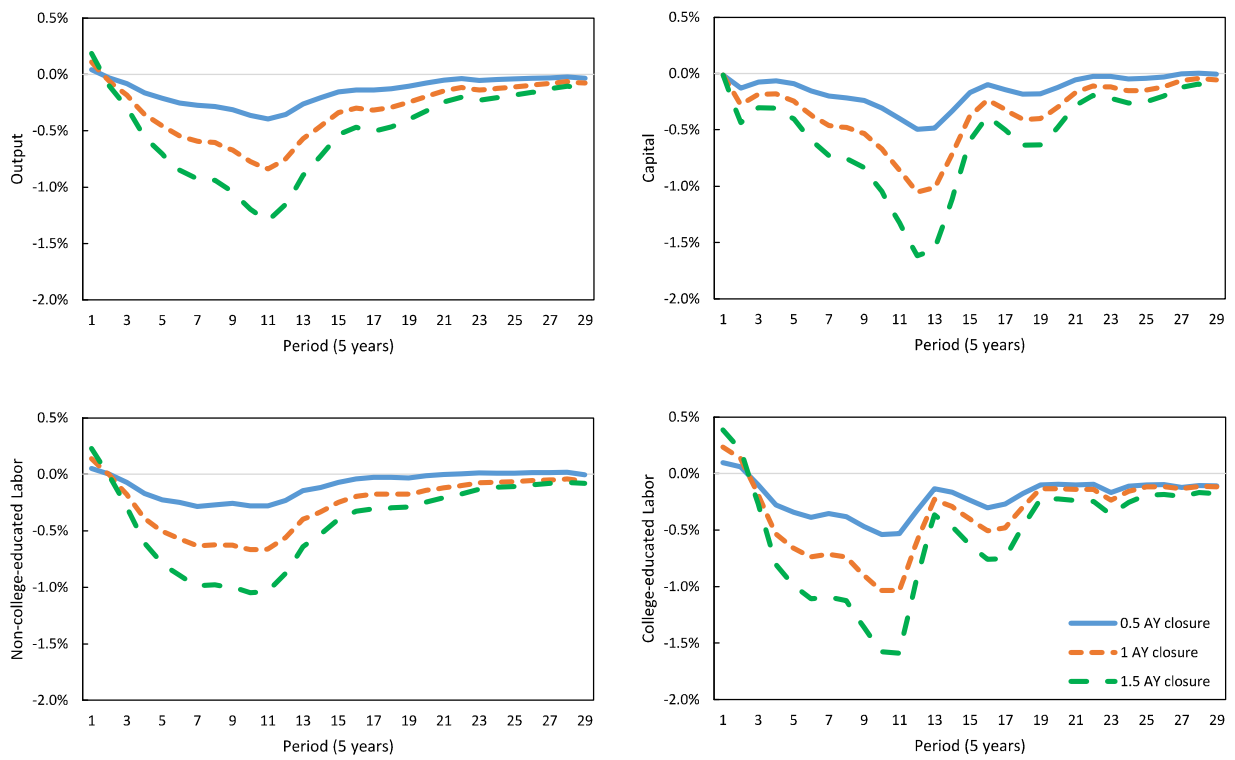 Output
0.5%
0.0%
-0.5%
-1.0%
-1.5%
-2.0%
1 3 5 7 9 11 13 15 17 19 21 23 25 27 29
Period (5 years)
Capital
0.5%
0.0%
-0.5%
-1.0%
-1.5%
-2.0%
1 3 5 7 9 11 13 15 17 19 21 23 25 27 29
Period (5 years)
Non-college-educated Labor
0.5%
0.0%
-0.5%
-1.0%
-1.5%
-2.0%
1 3 5 7 9 11 13 15 17 19 21 23 25 27 29
Period (5 years)
College-educated Labor
0.5%
0.0%
-0.5%
-1.0%
-1.5%
-2.0%
1 3 5 7 9 11 13 15 17 19 21 23 25 27 29
Period (5 years)
0.5 AY closure
1 AY closure
1.5 AY closure